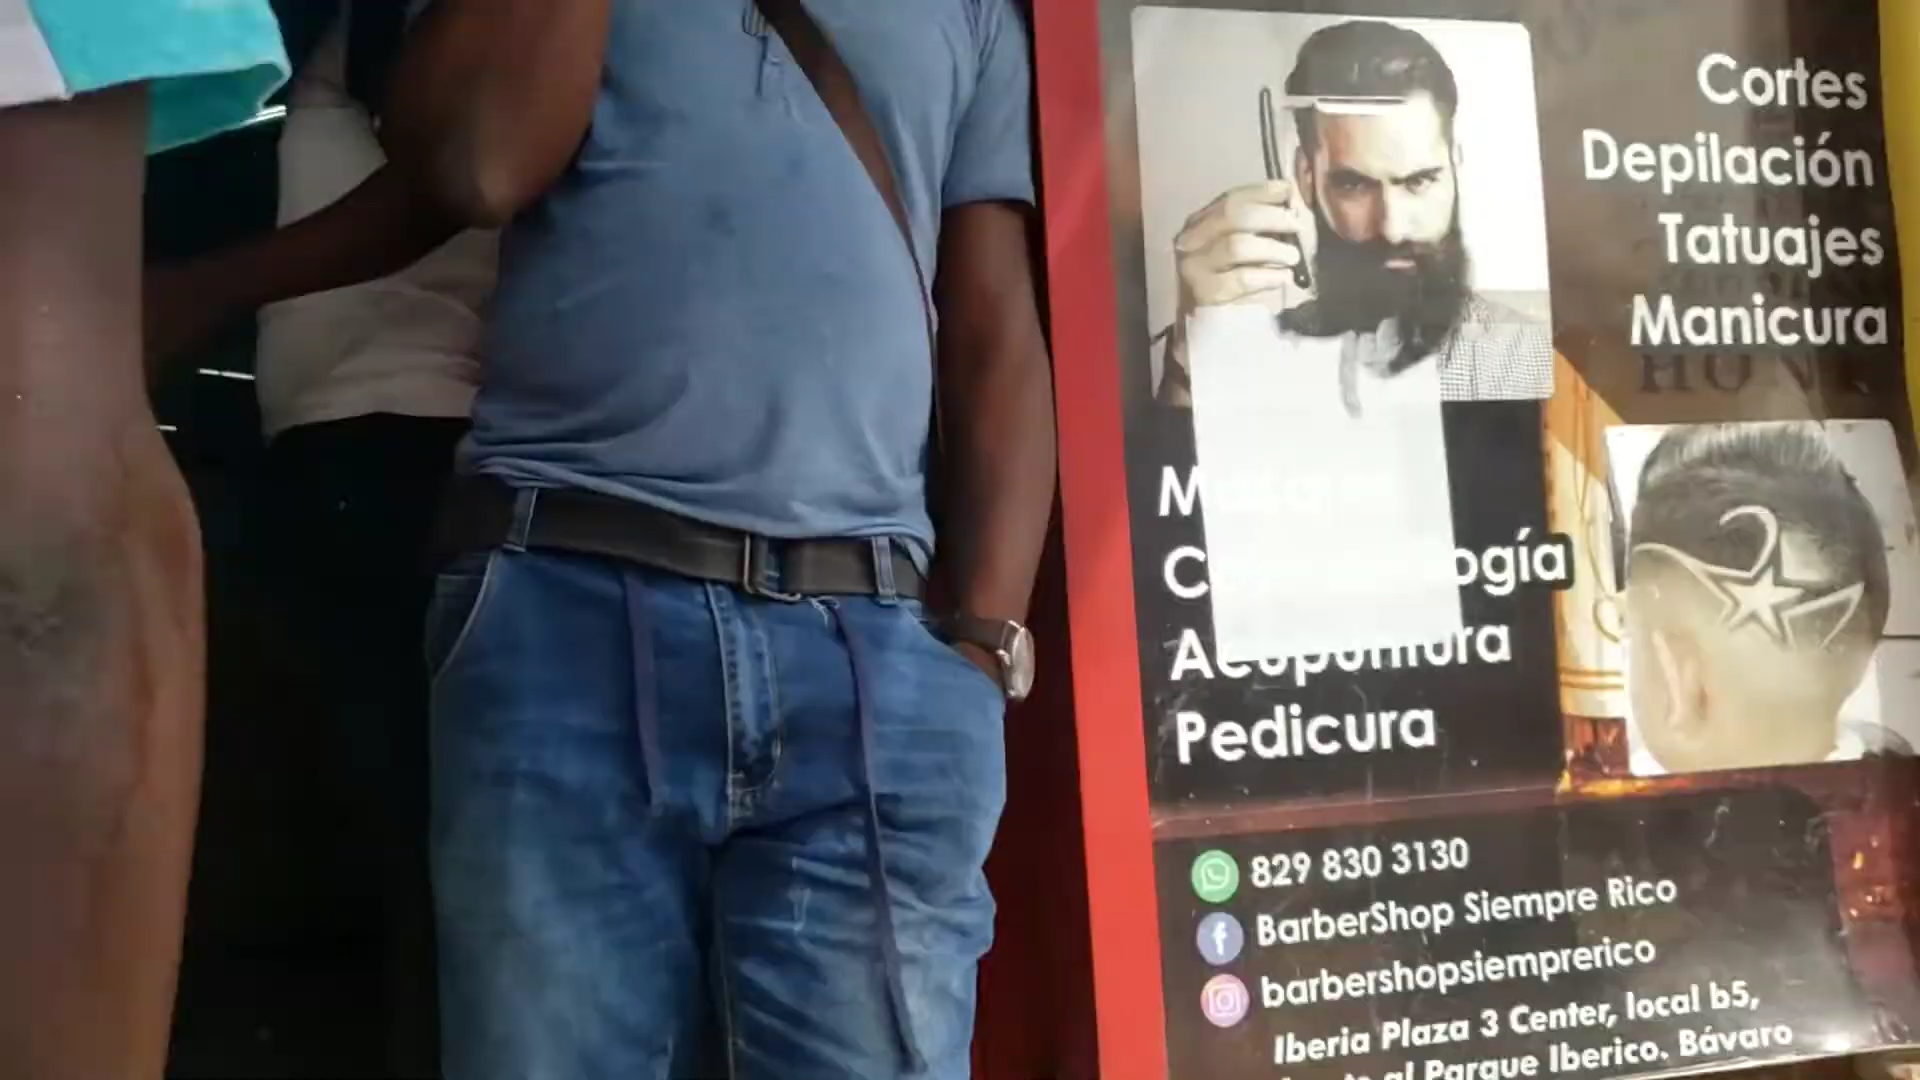 Cortes
Depilación
Tatuajes
Manicura
Acupuntura
Pedicura
829 830 3130
BarberShop Siempre Rico
barbershopsiemprerico
Iberia Plaza 3 Center, local b5,
al Parque Iberico. Bávaro